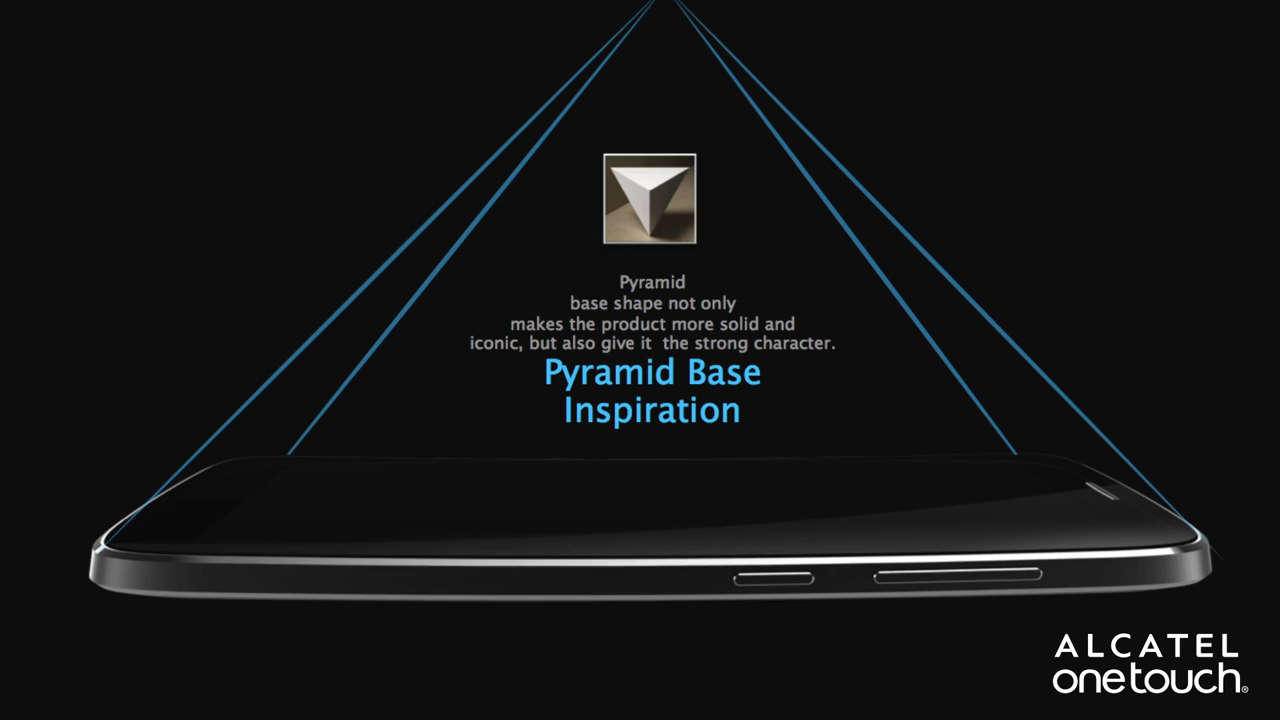 Pyramid
base shape not only
makes the product more solid and
iconic, but also give it  the strong character.
Pyramid Base
Inspiration
ALCATEL
onetouch®